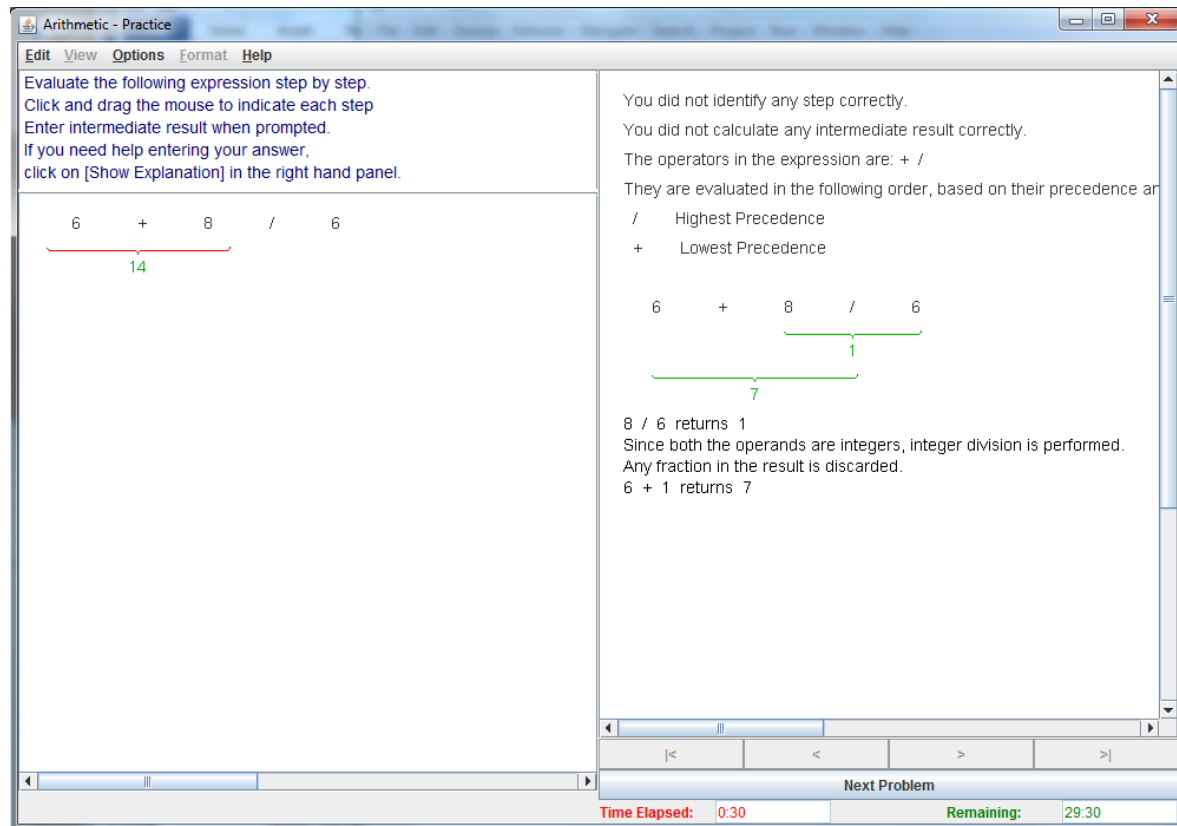 Arithmetic - Practice
Edit View Options Format Help
Evaluate the following expression step by step.
Click and drag the mouse to indicate each step
Enter intermediate result when prompted.
If you need help entering your answer,
click on [Show Explanation] in the right hand panel.
6 + 8 / 6
14
You did not identify any step correctly.
You did not calculate any intermediate result correctly.
The operators in the expression are: + /
They are evaluated in the following order, based on their precedence ar
/ Highest Precedence
+ Lowest Precedence
6 + 8 / 6
1
7
8 / 6 returns 1
Since both the operands are integers, integer division is performed.
Any fraction in the result is discarded.
6 + 1 returns 7
|< < > >|
Next Problem
Time Elapsed: 0:30 Remaining: 29:30